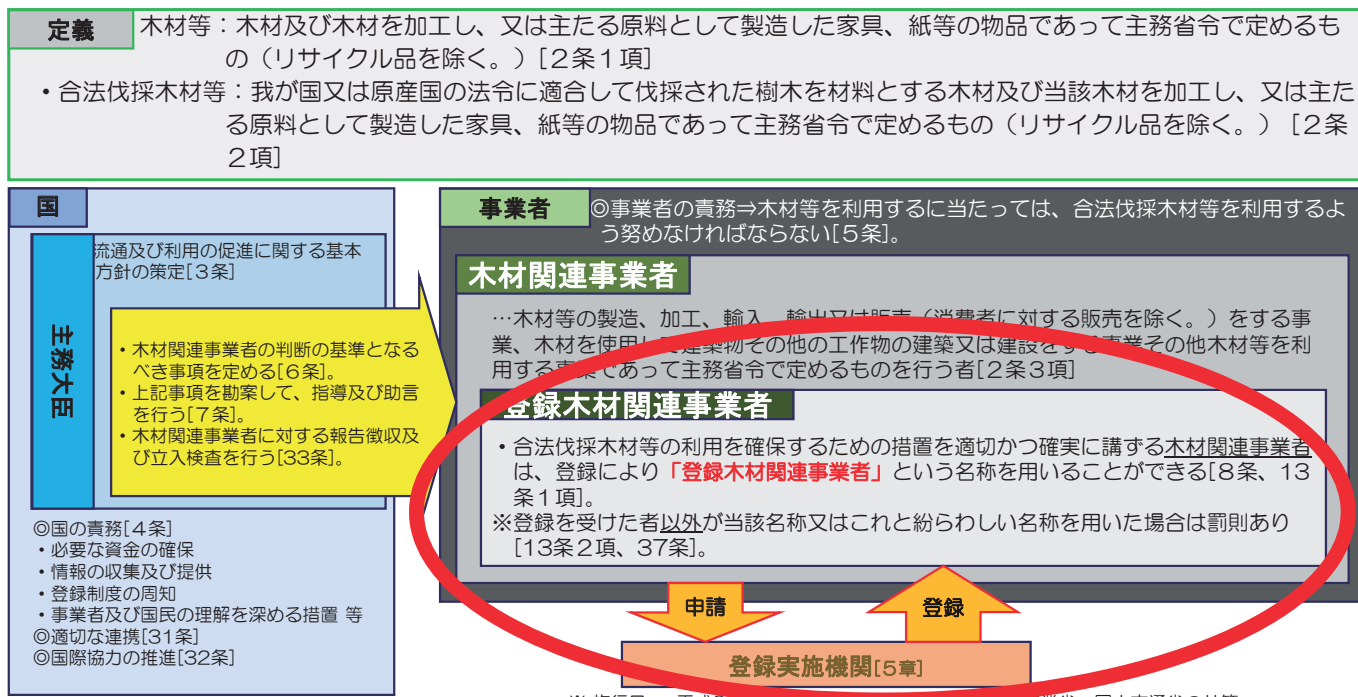 定義
木材等：木材及び木材を加工し、又は主たる原料として製造した家具、紙等の物品であって主務省令で定めるも
の（リサイクル品を除く。）[２条１項]
・合法伐採木材等：我が国又は原産国の法令に適合して伐採された樹木を材料とする木材及び当該木材を加工し、又は主た
る原料として製造した家具、紙等の物品であって主務省令で定めるもの（リサイクル品を除く。） [２条
２項]
国
主務大臣
流通及び利用の促進に関する基本
方針の策定[３条]
・木材関連事業者の判断の基準となる
べき事項を定める[６条]。
・上記事項を勘案して、指導及び助言
を行う[７条]。
・木材関連事業者に対する報告徴収及
び立入検査を行う[33条]。
◎国の責務[４条]
・必要な資金の確保
・情報の収集及び提供
・登録制度の周知
・事業者及び国民の理解を深める措置 等
◎適切な連携[31条]
◎国際協力の推進[32条]
事業者
◎事業者の責務⇒木材等を利用するに当たっては、合法伐採木材等を利用するよ
う努めなければならない[５条]。
木材関連事業者
…木材等の製造、加工、輸入、輸出又は販売（消費者に対する販売を除く。）をする事
業、木材を使用して建築物その他の工作物の建築又は建設をする事業その他木材等を利
用する事業であって主務省令で定めるものを行う者[２条３項]
登録木材関連事業者
・合法伐採木材等の利用を確保するための措置を適切かつ確実に講ずる木材関連事業者
は、登録により「登録木材関連事業者」という名称を用いることができる[８条、13
条１項]。
※登録を受けた者以外が当該名称又はこれと紛らわしい名称を用いた場合は罰則あり
[13条２項、37条]。
申請
登録
登録実施機関[５章]